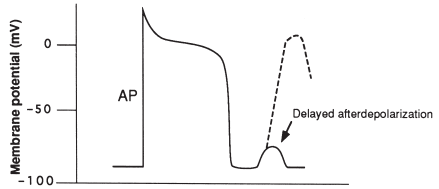 Membrane potential (mV)
0
-50
-100
AP
Delayed afterdepolarization